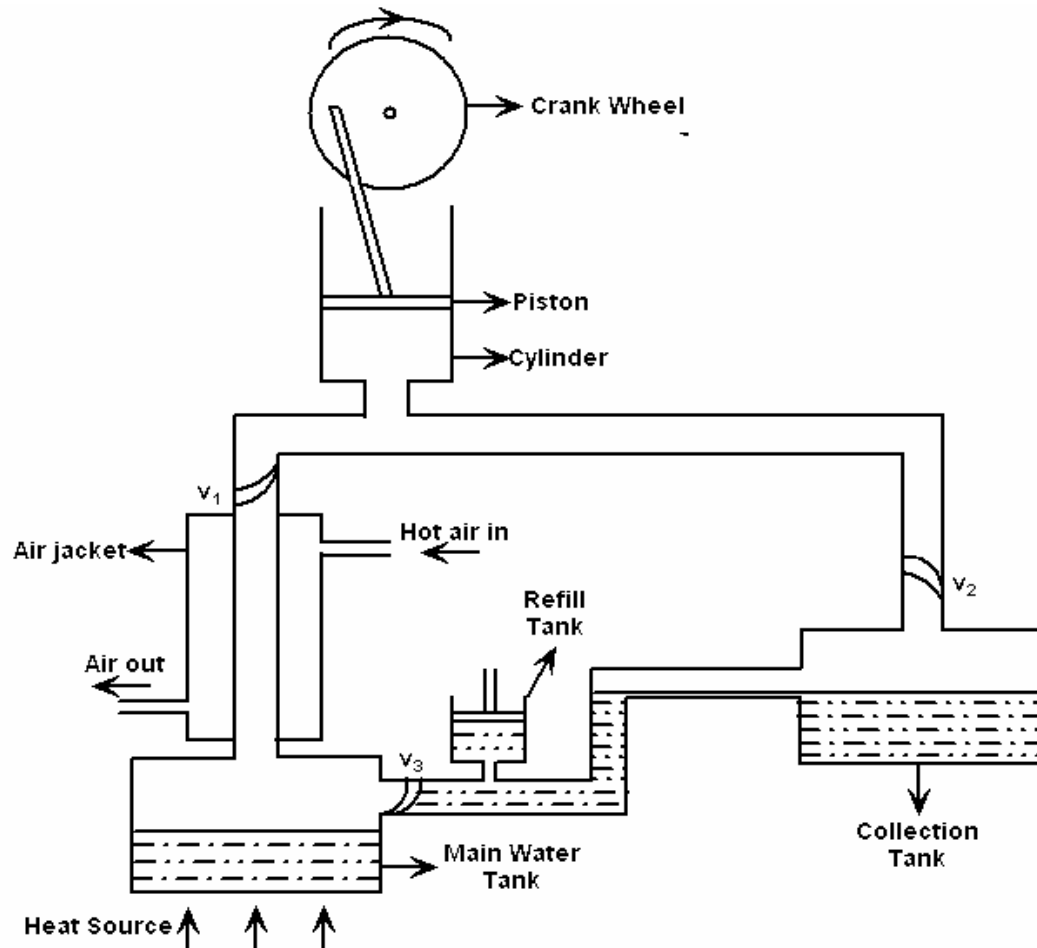 Crank Wheel
Piston
Cylinder
V₁
Hot air in
Air jacket
V₂
Refill
Tank
Air out
V₃
Collection
Tank
Main Water
Tank
Heat Source